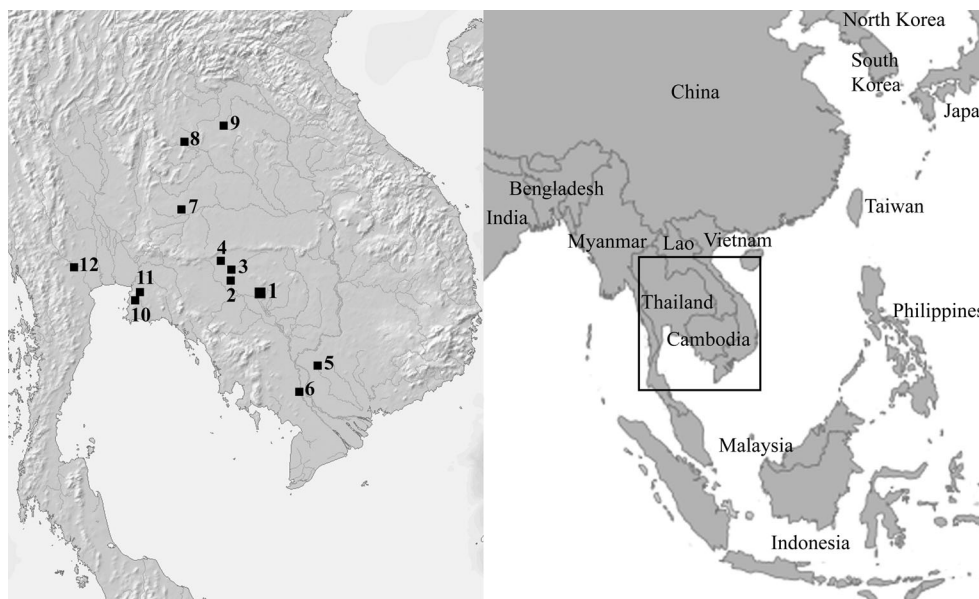 9
8
7
4
3
12
11
2
1
10
5
6
North Korea
South
Korea
Japa
China
Bengladesh
India
Taiwan
Myanmar
Lao
Vietnam
Thailand
Philippines
Cambodia
Malaysia
Indonesia